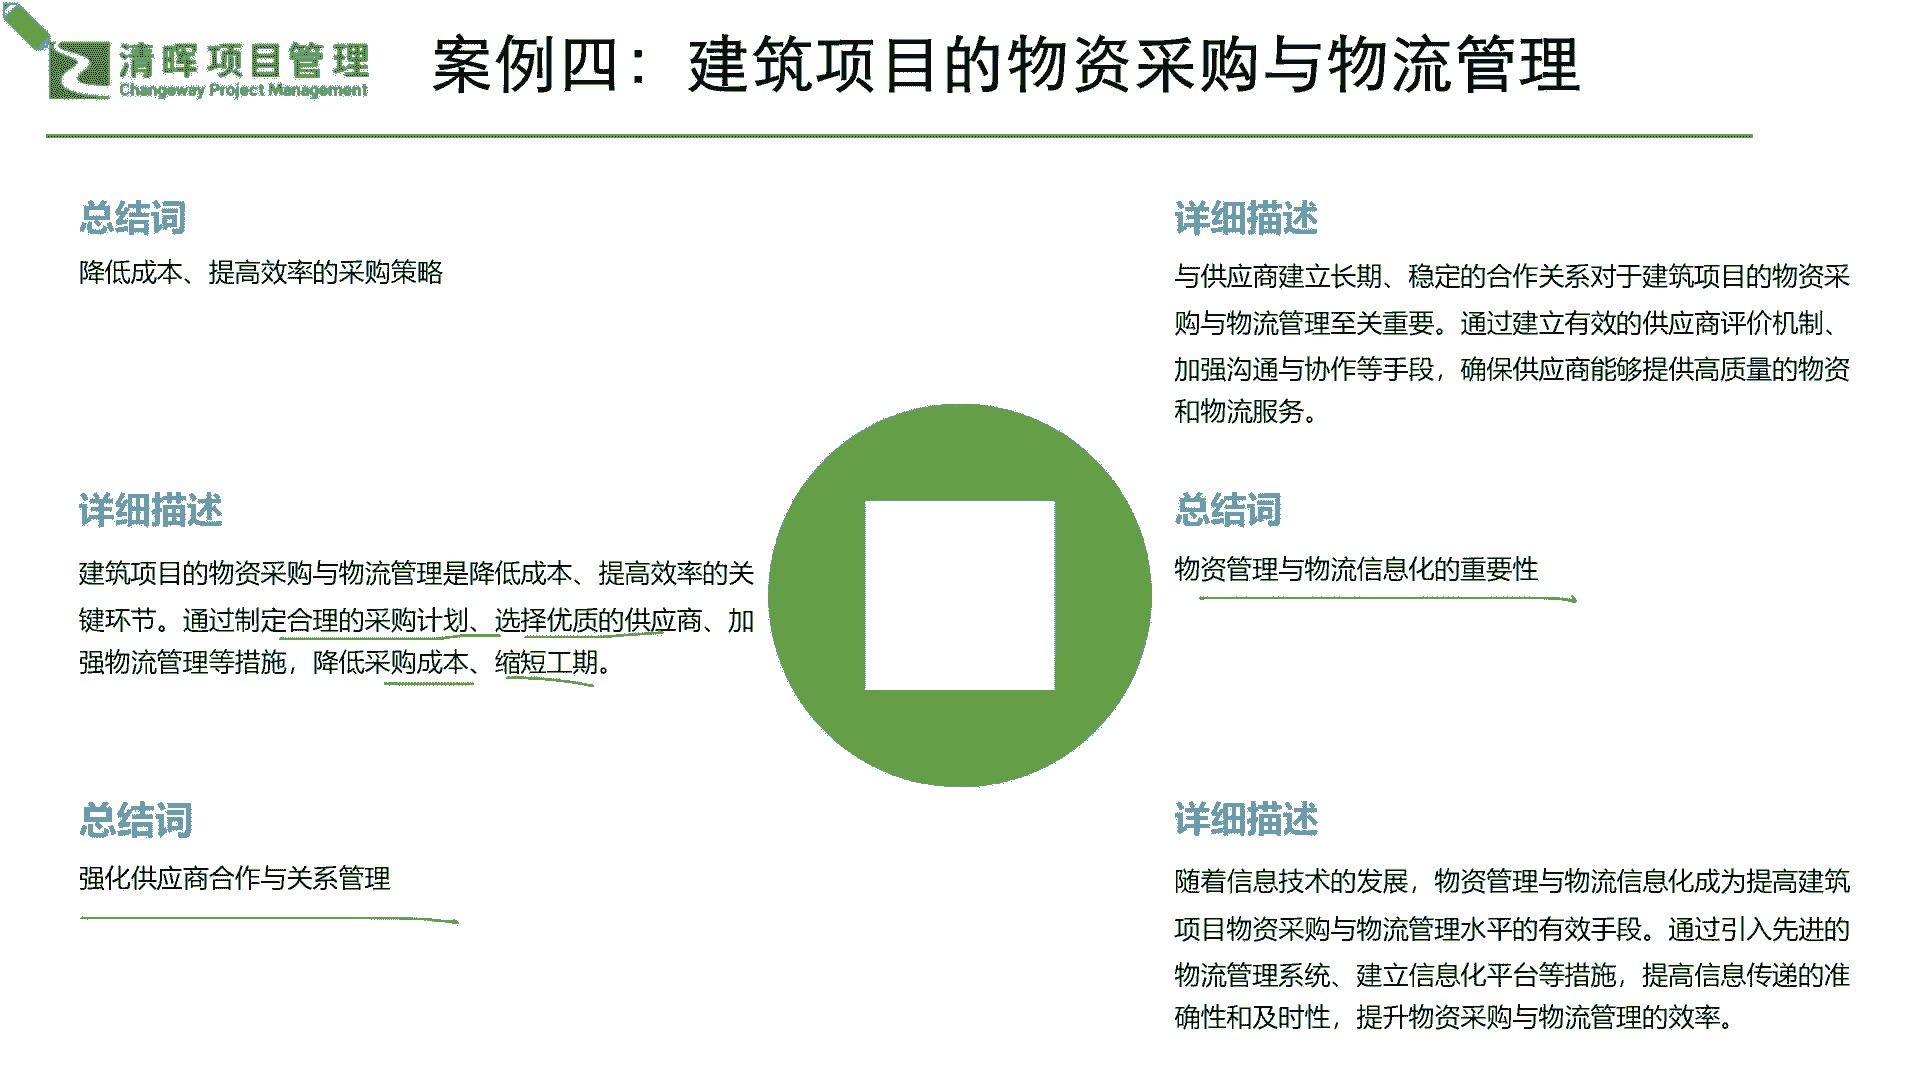 清晖项目管理
Changeway Project Management
案例四：建筑项目的物资采购与物流管理
总结词
降低成本、提高效率的采购策略
详细描述
建筑项目的物资采购与物流管理是降低成本、提高效率的关
键环节。通过制定合理的采购计划、选择优质的供应商、加
强物流管理等措施，降低采购成本、缩短工期。
总结词
强化供应商合作与关系管理
详细描述
与供应商建立长期、稳定的合作关系对于建筑项目的物资采
购与物流管理至关重要。通过建立有效的供应商评价机制、
加强沟通与协作等手段，确保供应商能够提供高质量的物资
和物流服务。
总结词
物资管理与物流信息化的重要性
详细描述
随着信息技术的发展，物资管理与物流信息化成为提高建筑
项目物资采购与物流管理水平的有效手段。通过引入先进的
物流管理系统、建立信息化平台等措施，提高信息传递的准
确性和及时性，提升物资采购与物流管理的效率。